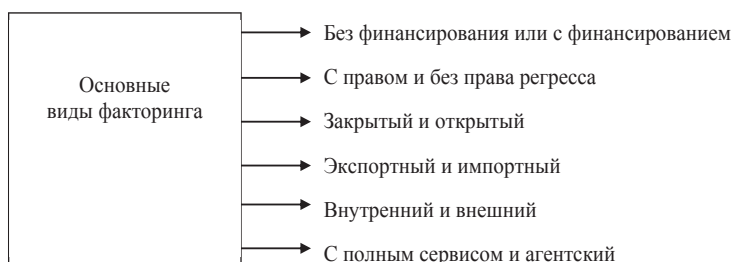 Основные
виды факторинга
Без финансирования или с финансированием
С правом и без права регресса
Закрытый и открытый
Экспортный и импортный
Внутренний и внешний
С полным сервисом и агентский